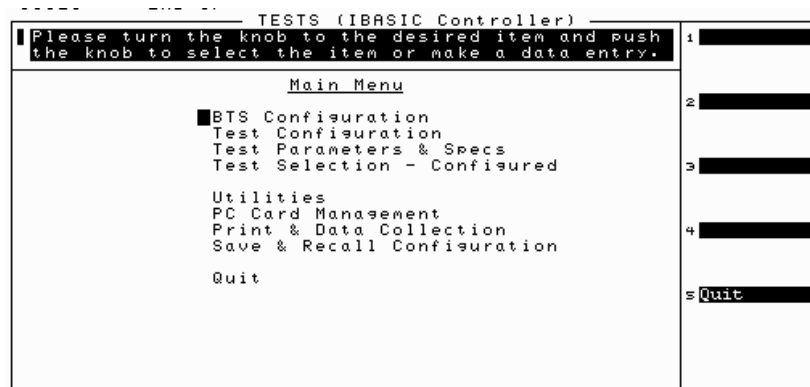 TESTS (IBASIC Controller)
Please turn the knob to the desired item and push
the knob to select the item or make a data entry.
1
Main Menu
2
BTS Configuration
Test Configuration
Test Parameters & Specs
Test Selection - Configured
3
Utilities
PC Card Management
Print & Data Collection
4
Save & Recall Configuration
Quit
5 Quit